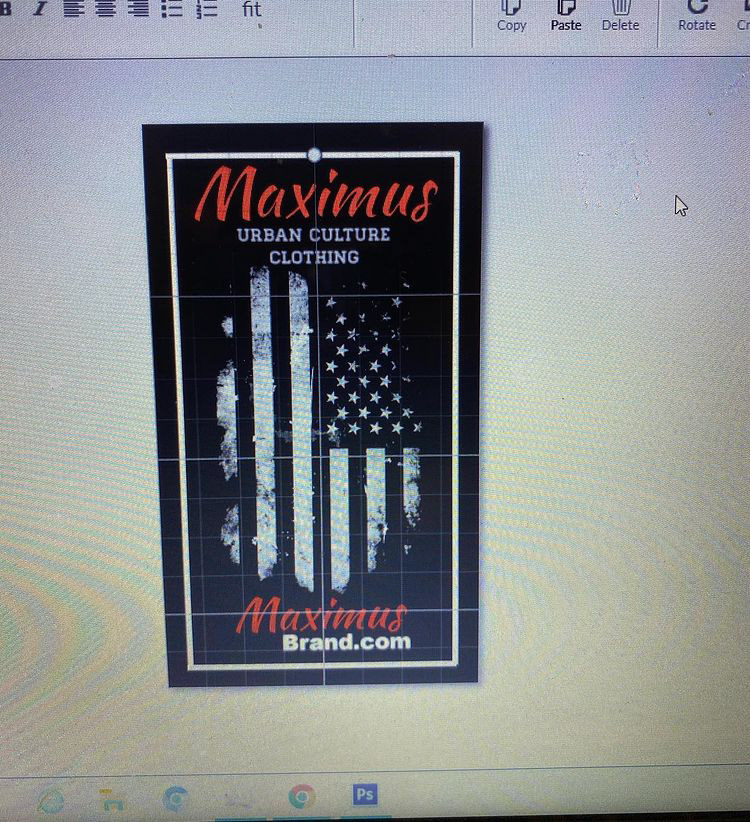 B I fit
Copy Paste Delete Rotate
Maximus
URBAN CULTURE
CLOTHING
Maximus
Brand.com
Ps